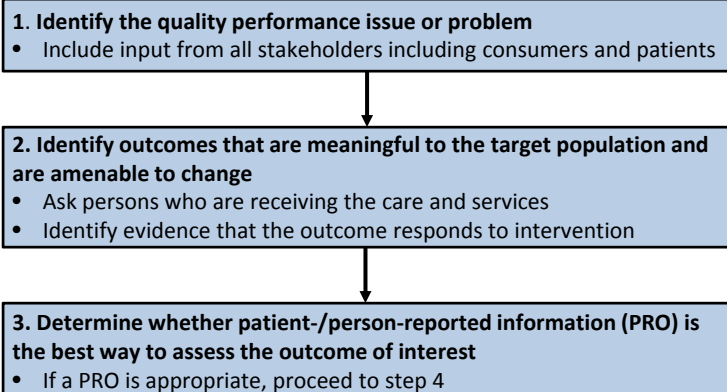 1. Identify the quality performance issue or problem
• Include input from all stakeholders including consumers and patients
2. Identify outcomes that are meaningful to the target population and
are amenable to change
• Ask persons who are receiving the care and services
• Identify evidence that the outcome responds to intervention
3. Determine whether patient-/person-reported information (PRO) is
the best way to assess the outcome of interest
• If a PRO is appropriate, proceed to step 4